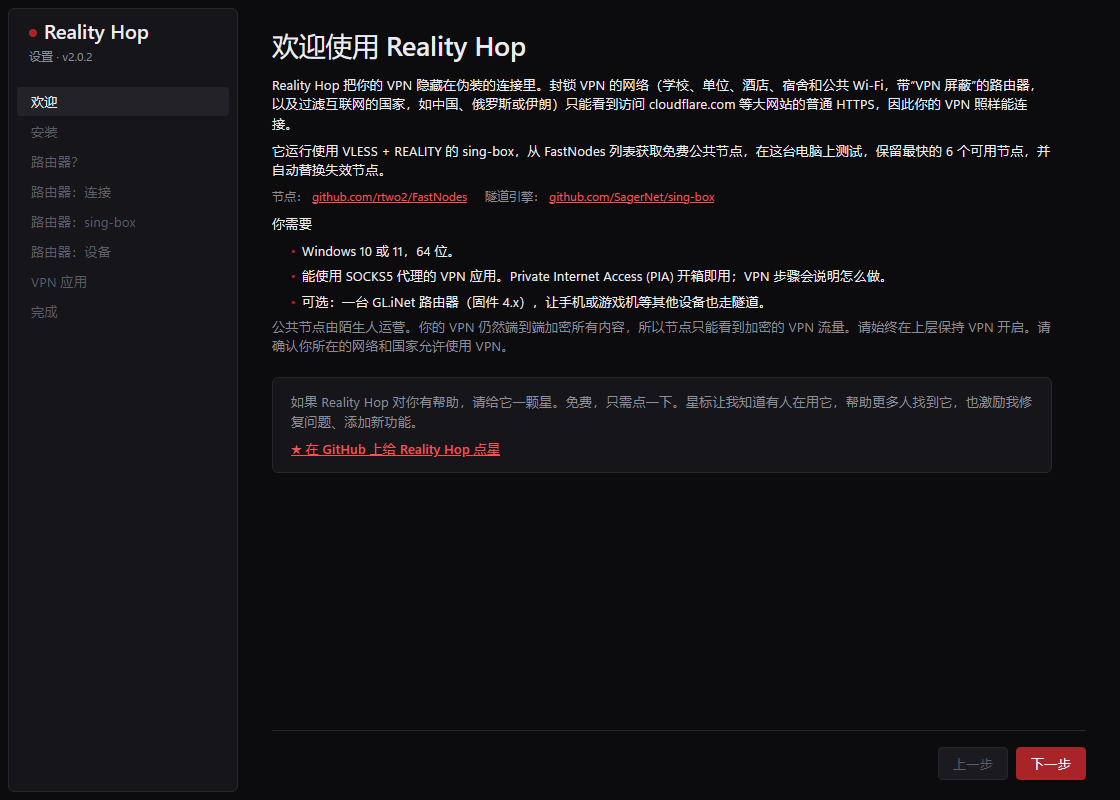 Reality Hop
设置 · v2.0.2
欢迎
安装
路由器?
路由器：连接
路由器：sing-box
路由器：设备
VPN 应用
完成
欢迎使用 Reality Hop
Reality Hop 把你的 VPN 隐藏在伪装的连接里。封锁 VPN 的网络（学校、单位、酒店、宿舍和公共 Wi-Fi，带"VPN 屏蔽"的路由器，
以及过滤互联网的国家，如中国、俄罗斯或伊朗）只能看到访问 cloudflare.com 等大网站的普通 HTTPS，因此你的 VPN 照样能连
接。
它运行使用 VLESS + REALITY 的 sing-box，从 FastNodes 列表获取免费公共节点，在这台电脑上测试，保留最快的 6 个可用节点，并
自动替换失效节点。
节点： github.com/rtwo2/FastNodes 隧道引擎： github.com/SagerNet/sing-box
你需要
• Windows 10 或 11，64 位。
• 能使用 SOCKS5 代理的 VPN 应用。Private Internet Access (PIA) 开箱即用；VPN 步骤会说明怎么做。
• 可选：一台 GL.iNet 路由器（固件 4.x），让手机或游戏机等其他设备也走隧道。
公共节点由陌生人运营。你的 VPN 仍然端到端加密所有内容，所以节点只能看到加密的 VPN 流量。请始终在上层保持 VPN 开启。请
确认你所在的网络和国家允许使用 VPN。
如果 Reality Hop 对你有帮助，请给它一颗星。免费，只需点一下。星标让我知道有人在用它，帮助更多人找到它，也激励我修
复问题、添加新功能。
★ 在 GitHub 上给 Reality Hop 点星
上一步
下一步